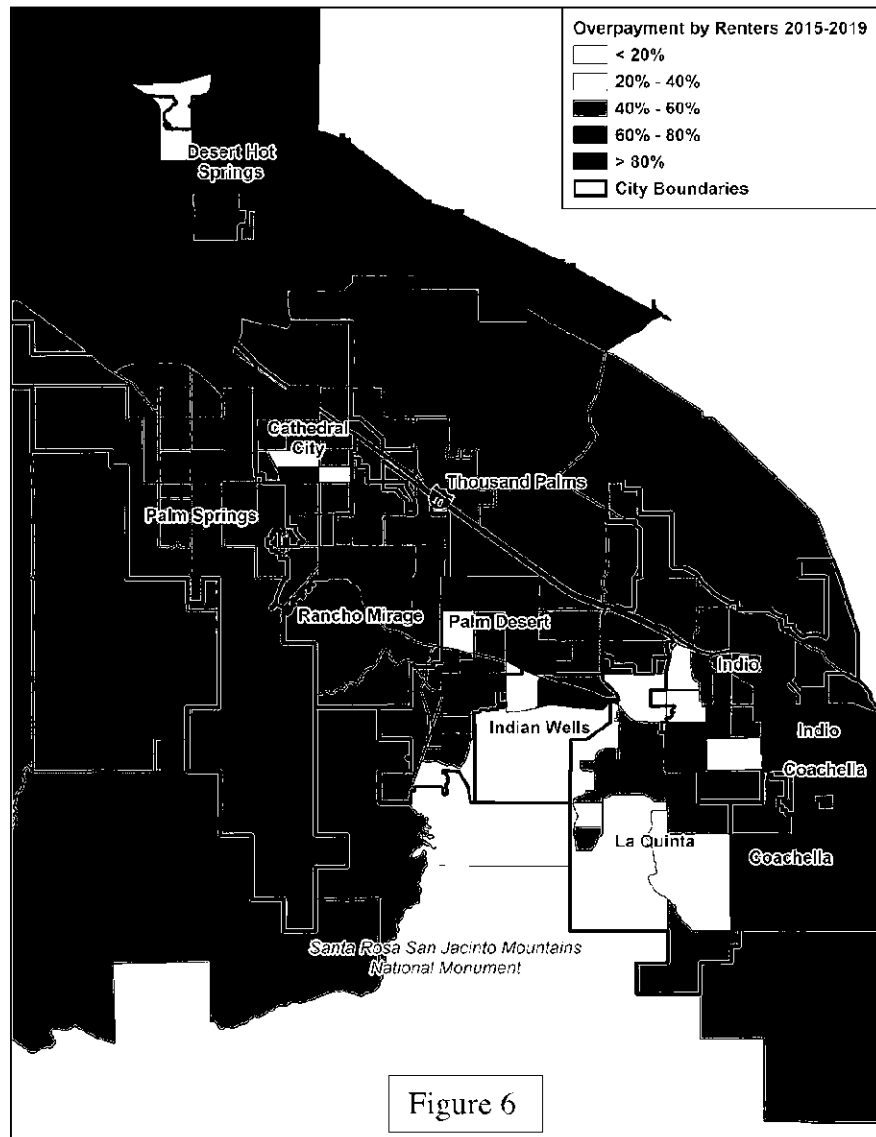 Overpayment by Renters 2015-2019
< 20%
20% - 40%
40% - 60%
60% - 80%
> 80%
City Boundaries
Desert Hot
Springs
Cathedral
City
Thousand Palms
10
Palm Springs
Rancho Mirage
Palm Desert
Indio
Indian Wells
Indio
Coachella
La Quinta
Coachella
Santa Rosa San Jacinto Mountains
National Monument
Figure 6